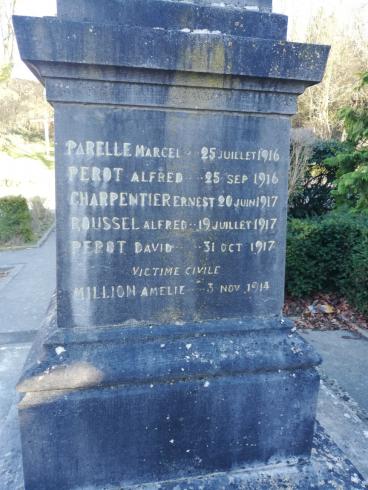 PARELLE MARCEL .. 25 JUILLET 1916
PEROT ALFRED .. 25 SEP 1916
CHARPENTIER ERNEST 20 JUIN 1917
ROUSSEL ALFRED .. 19 JUILLET 1917
PEROT DAVID .. 31 OCT 1917
VICTIME CIVILE
MILLION AMELIE .. 3 NOV. 1914